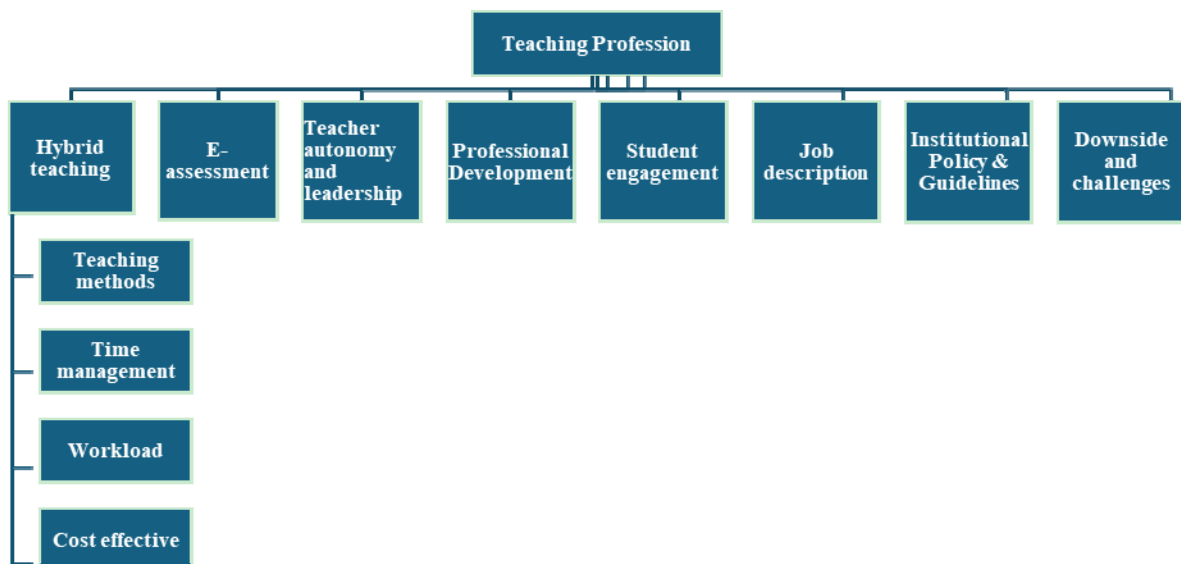 Teaching Profession
Hybrid
teaching
E-
assessment
Teacher
autonomy
and
leadership
Professional
Development
Student
engagement
Job
description
Institutional
Policy &
Guidelines
Downside
and
challenges
Teaching
methods
Time
management
Workload
Cost effective